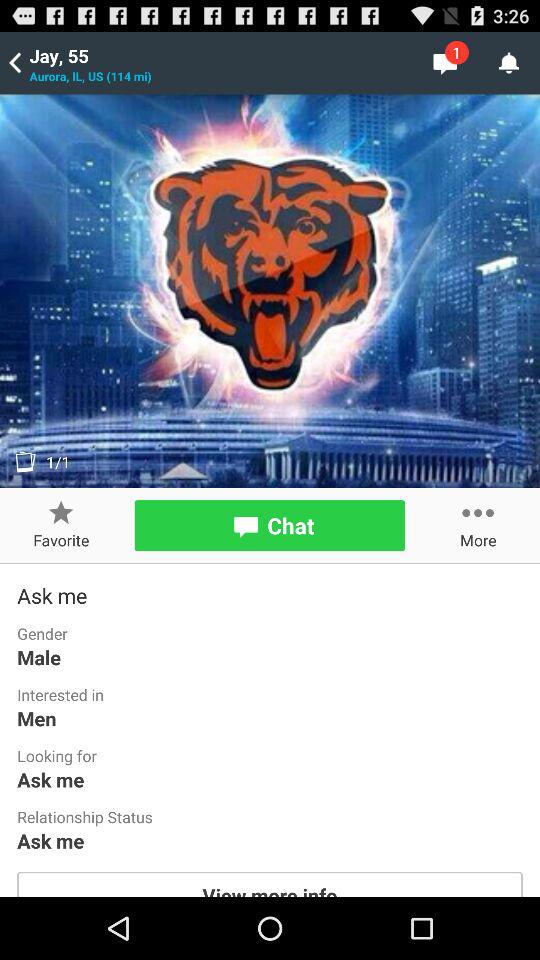 3:26
Jay, 55
1
Aurora, IL, US (114 mi)
1/1
Favorite
Chat
More
Ask me
Gender
Male
Interested in
Men
Looking for
Ask me
Relationship Status
Ask me
View more info